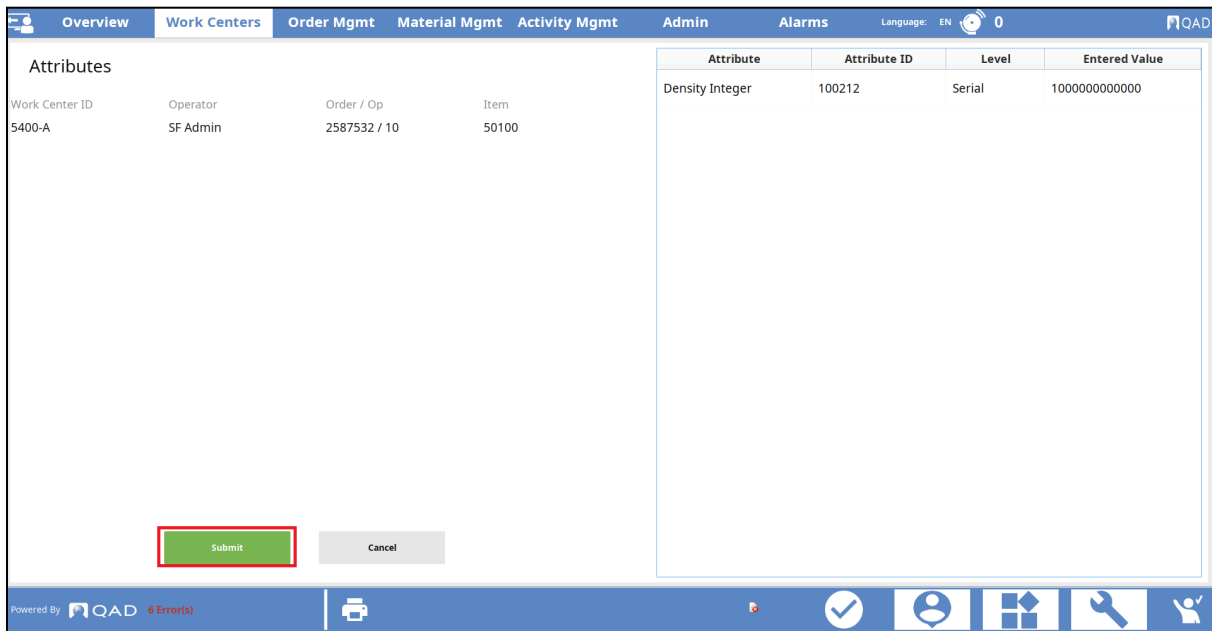 Overview Work Centers Order Mgmt Material Mgmt Activity Mgmt Admin Alarms Language: EN 0 QAD
Attributes
Work Center ID Operator Order / Op Item
5400-A SF Admin 2587532 / 10 50100
Attribute Attribute ID Level Entered Value
Density Integer 100212 Serial 1000000000000
Submit Cancel
Powered By QAD 6 Error(s)